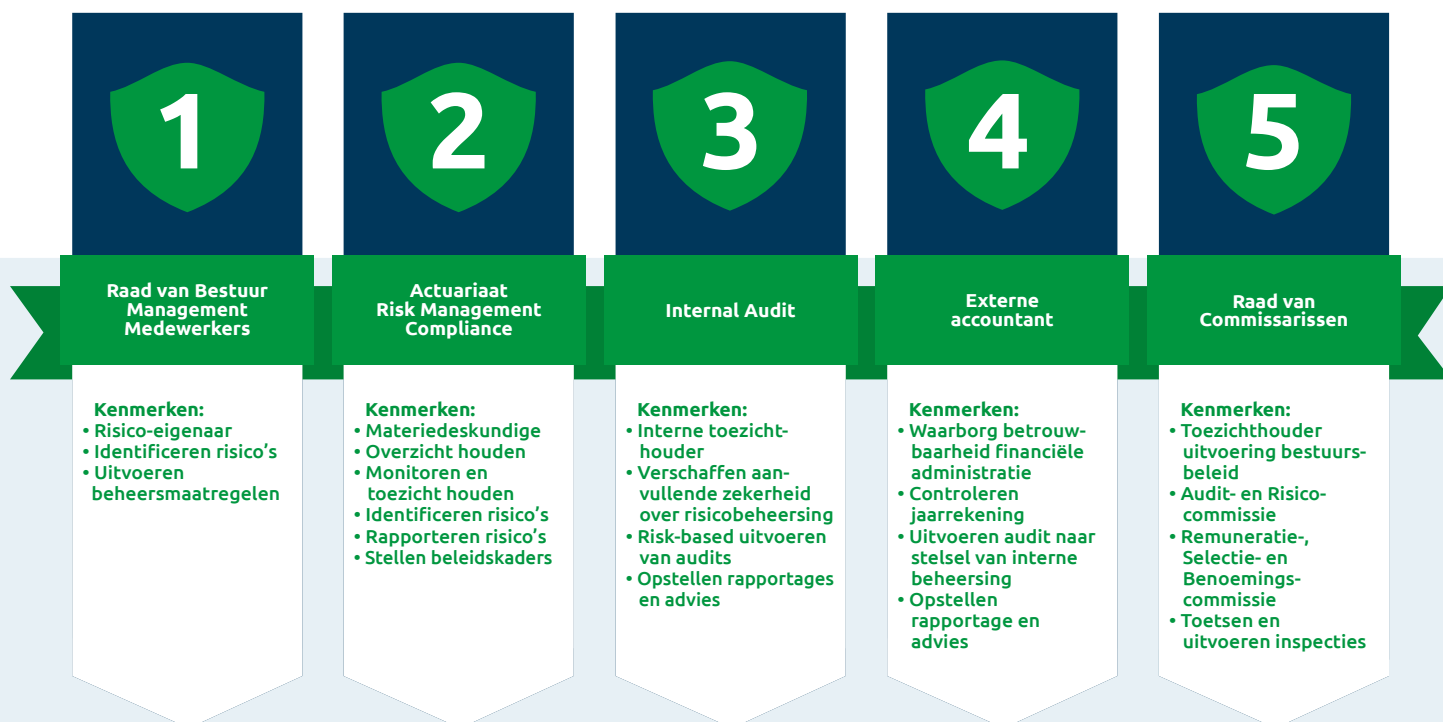 1
Raad van Bestuur
Management
Medewerkers
Kenmerken:
• Risico-eigenaar
• Identificeren risico’s
• Uitvoeren
beheersmaatregelen
2
Actuariaat
Risk Management
Compliance
Kenmerken:
• Materiedeskundige
• Overzicht houden
• Monitoren en
toezicht houden
• Identificeren risico’s
• Rapporteren risico’s
• Stellen beleidskaders
3
Internal Audit
Kenmerken:
• Interne toezicht-
houder
• Verschaffen aan-
vullende zekerheid
over risicobeheersing
• Risk-based uitvoeren
van audits
• Opstellen rapportages
en advies
4
Externe
accountant
Kenmerken:
• Waarborg betrouw-
baarheid financiële
administratie
• Controleren
jaarrekening
• Uitvoeren audit naar
stelsel van interne
beheersing
• Opstellen
rapportage en
advies
5
Raad van
Commissarissen
Kenmerken:
• Toezichthouder
uitvoering bestuurs-
beleid
• Audit- en Risico-
commissie
• Remuneratie-,
Selectie- en
Benoemings-
commissie
• Toetsen en
uitvoeren inspecties